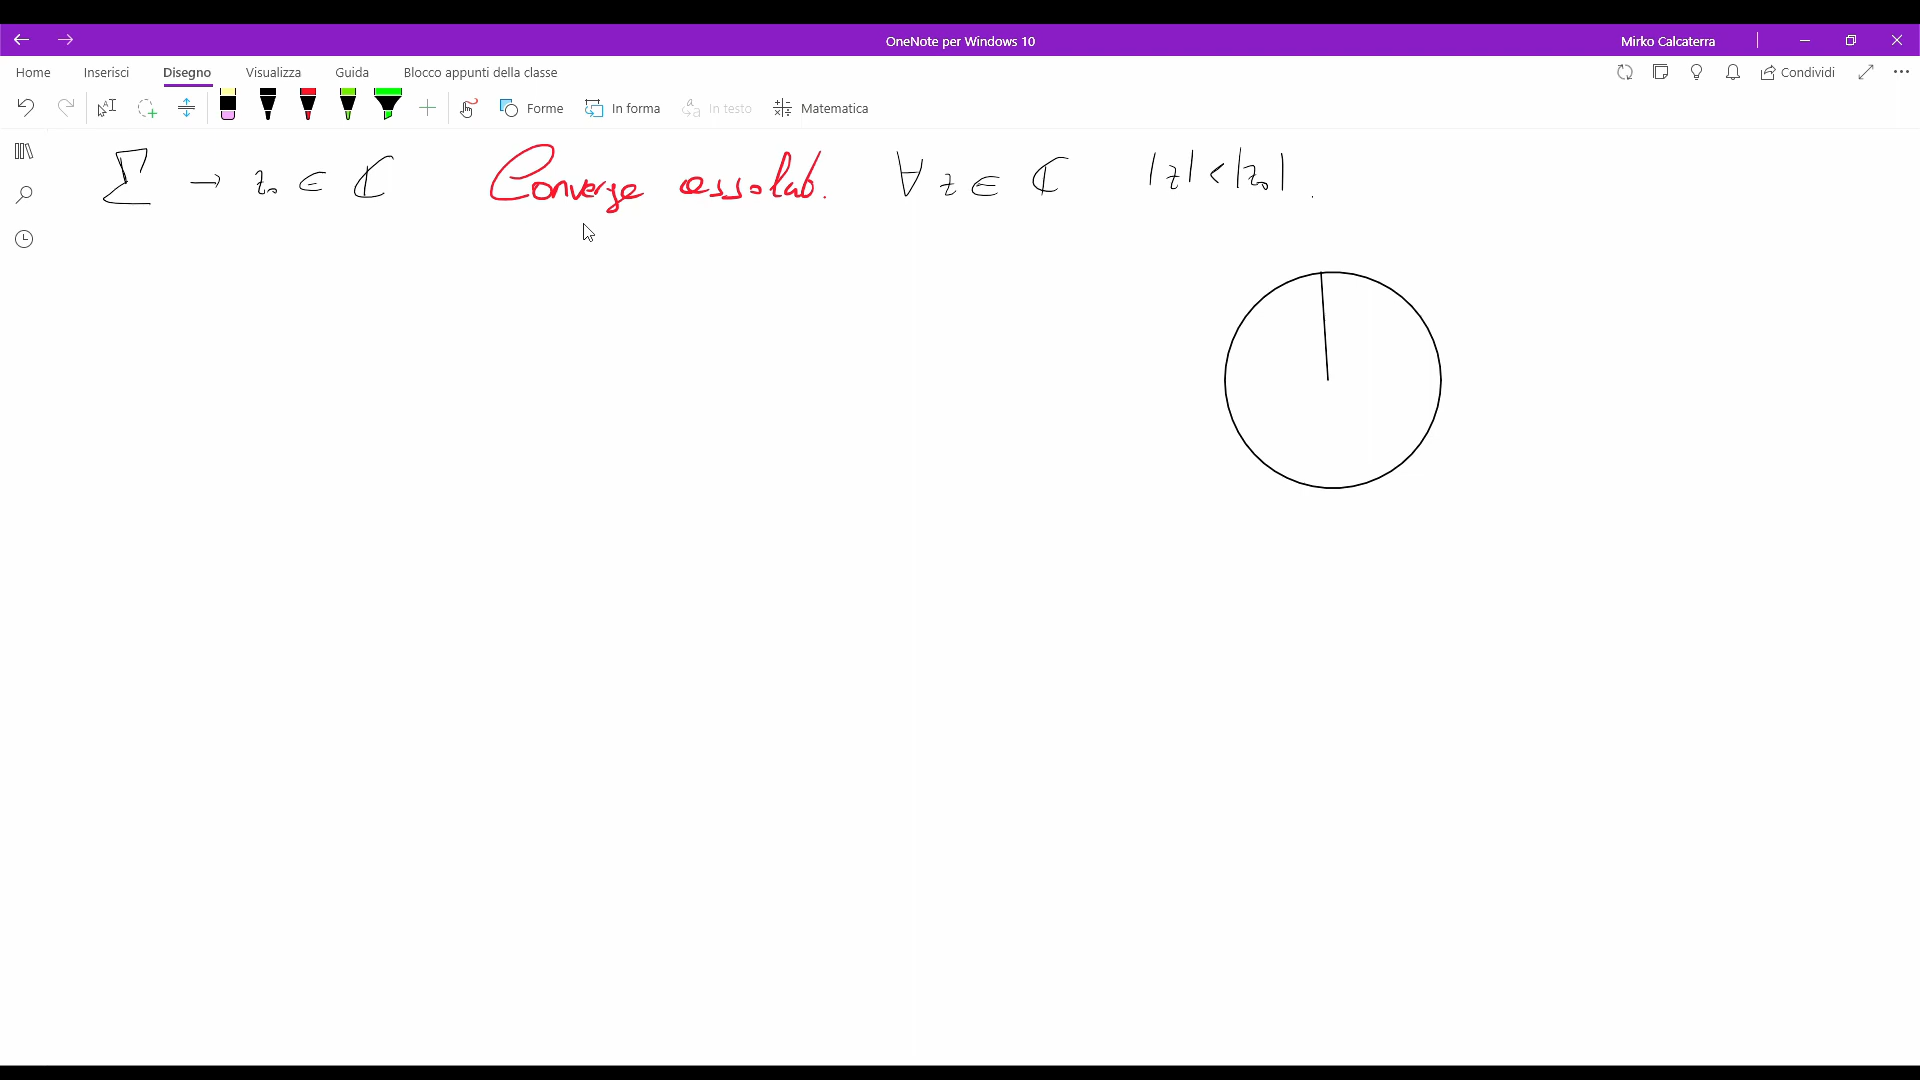 OneNote per Windows 10
Mirko Calcaterra
Home Inserisci Disegno Visualizza Guida Blocco appunti della classe
Condividi
Forme In forma In testo Matematica
Σ → z₀ ∈ ℂ Converge assolut. ∀ z ∈ ℂ |z| < |z₀|.